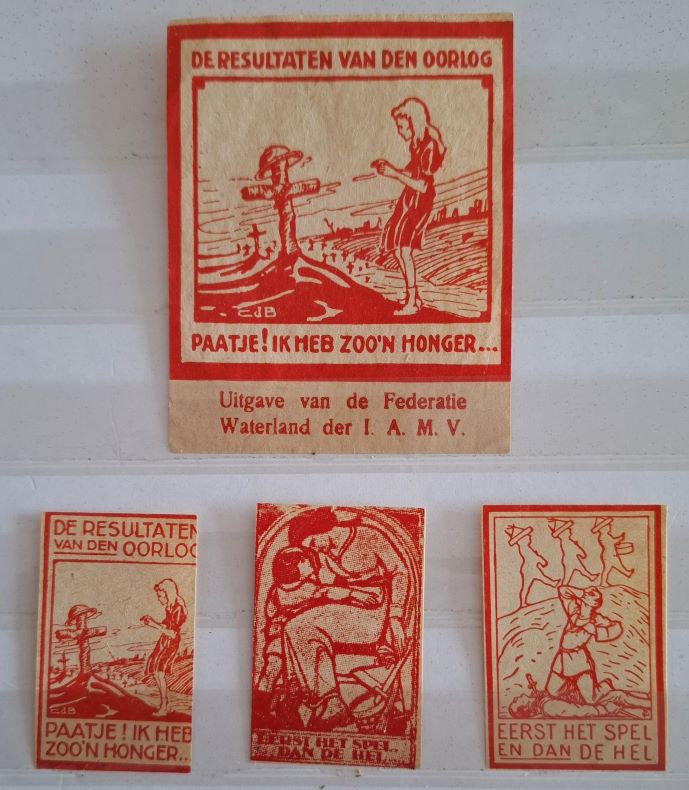 DE RESULTATEN VAN DEN OORLOG
CdB
PAATJE! IK HEB ZOO'N HONGER...
Uitgave van de Federatie
Waterland der I. A. M. V.
DE RESULTATEN
VAN DEN OORLOG
CdB
PAATJE! IK HEB
ZOO'N HONGER...
EERST HET SPEL..
DAN DE HEL...
EERST HET SPEL
EN DAN DE HEL